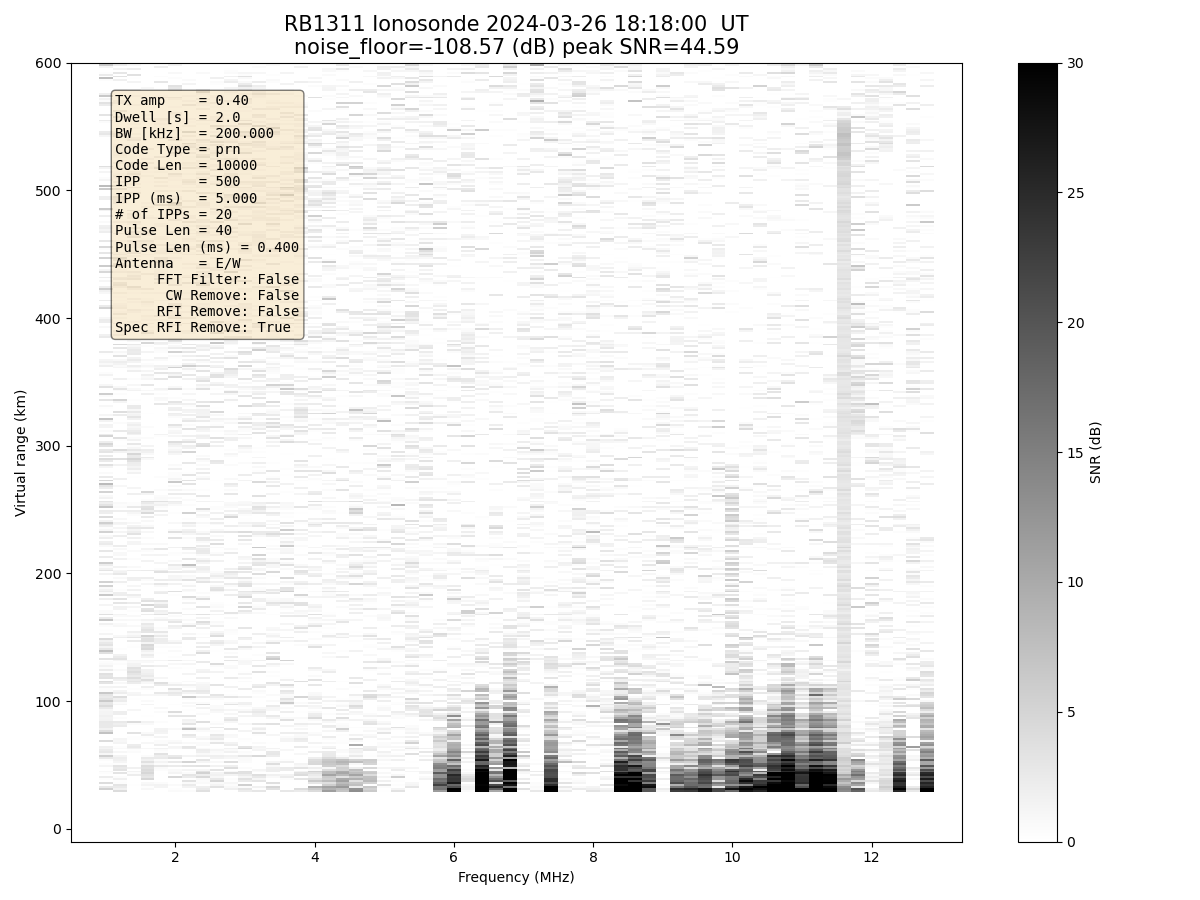 RB1311 Ionosonde 2024-03-26 18:18:00  UT
noise_floor=-108.57 (dB) peak SNR=44.59
TX amp    = 0.40
Dwell [s] = 2.0
BW [kHz]  = 200.000
Code Type = prn
Code Len  = 10000
IPP       = 500
IPP (ms)  = 5.000
# of IPPs = 20
Pulse Len = 40
Pulse Len (ms) = 0.400
Antenna   = E/W
FFT Filter: False
CW Remove: False
RFI Remove: False
Spec RFI Remove: True
600
500
400
300
200
100
0
Virtual range (km)
2
4
6
8
10
12
Frequency (MHz)
30
25
20
15
10
5
0
SNR (dB)